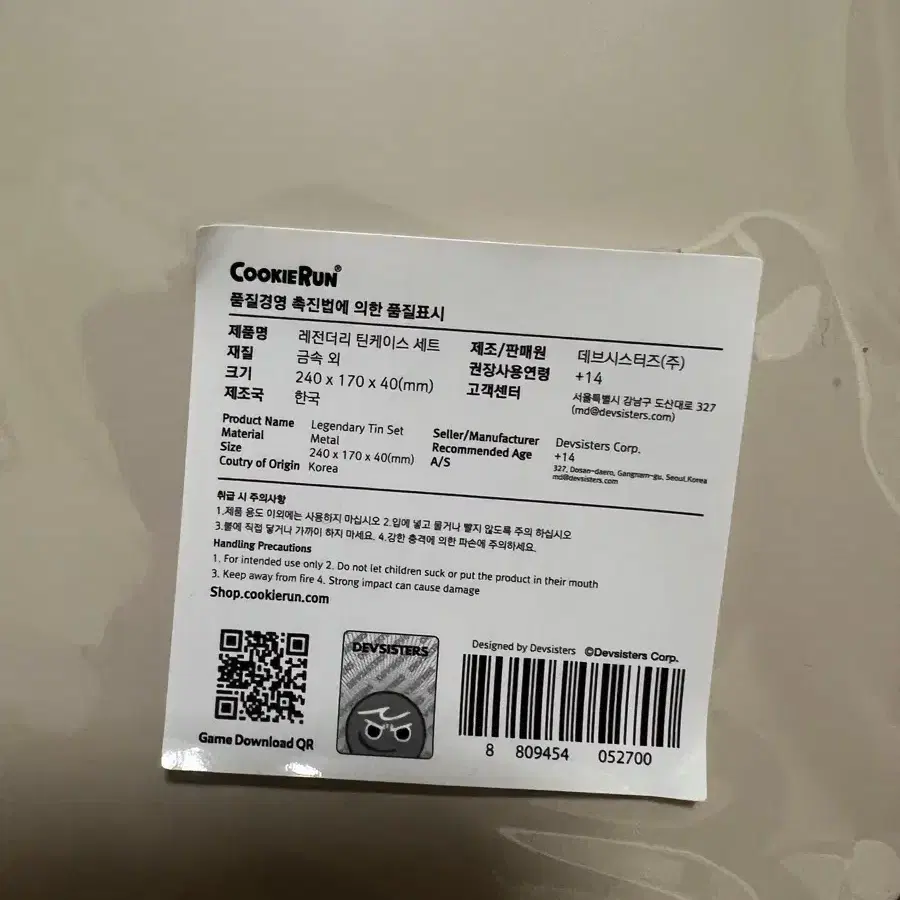 COOKIERUN®
품질경영 촉진법에 의한 품질표시
제품명 레전더리 틴케이스 세트
재질 금속 외
크기 240 x 170 x 40(mm)
제조국 한국
제조/판매원 데브시스터즈(주)
권장사용연령 +14
고객센터 서울특별시 강남구 도산대로 327
(md@devsisters.com)
Product Name Legendary Tin Set
Material Metal
Size 240 x 170 x 40(mm)
Coutry of Origin Korea
Seller/Manufacturer Devsisters Corp.
Recommended Age +14
A/S 327, Dosan-daero, Gangnam-gu, Seoul,Korea
md@devsisters.com
취급 시 주의사항
1.제품 용도 이외에는 사용하지 마십시오 2.입에 넣고 물거나 빨지 않도록 주의 하십시오
3.불에 직접 닿거나 가까이 하지 마세요. 4.강한 충격에 의한 파손에 주의하세요.
Handling Precautions
1. For intended use only 2. Do not let children suck or put the product in their mouth
3. Keep away from fire 4. Strong impact can cause damage
Shop.cookierun.com
Game Download QR
DEVSISTERS
Designed by Devsisters ©Devsisters Corp.
8 809454 052700